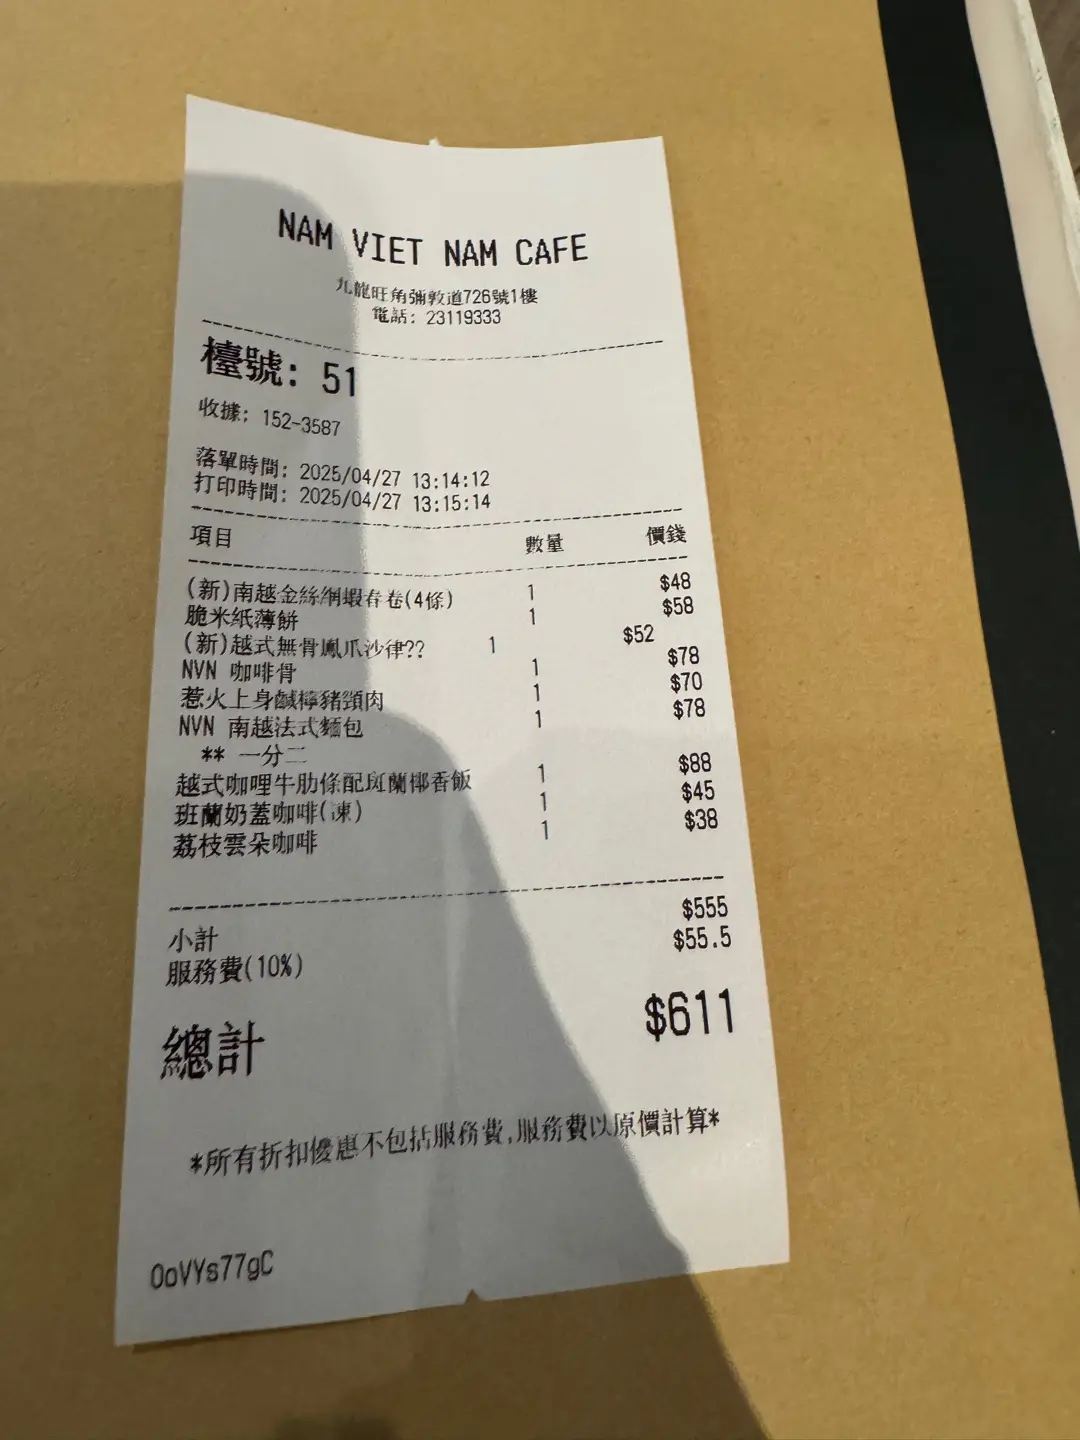 NAM VIET NAM CAFE
九龍旺角彌敦道726號1樓
電話: 23119333
檯號: 51
收據: 152-3587
落單時間: 2025/04/27 13:14:12
打印時間: 2025/04/27 13:15:14
項目 數量 價錢
(新)南越金絲網蝦春卷(4條) 1 $48
脆米紙薄餅 1 $58
(新)越式無骨鳳爪沙律?? 1 $52
NVN 咖啡骨 1 $78
惹火上身鹹檸豬頸肉 1 $70
NVN 南越法式麵包 1 $78
** 一分二
越式咖哩牛肋條配斑蘭椰香飯 1 $88
班蘭奶蓋咖啡(凍) 1 $45
荔枝雲朵咖啡 1 $38
小計 $555
服務費(10%) $55.5
總計 $611
*所有折扣優惠不包括服務費,服務費以原價計算*
OoVYs77gC